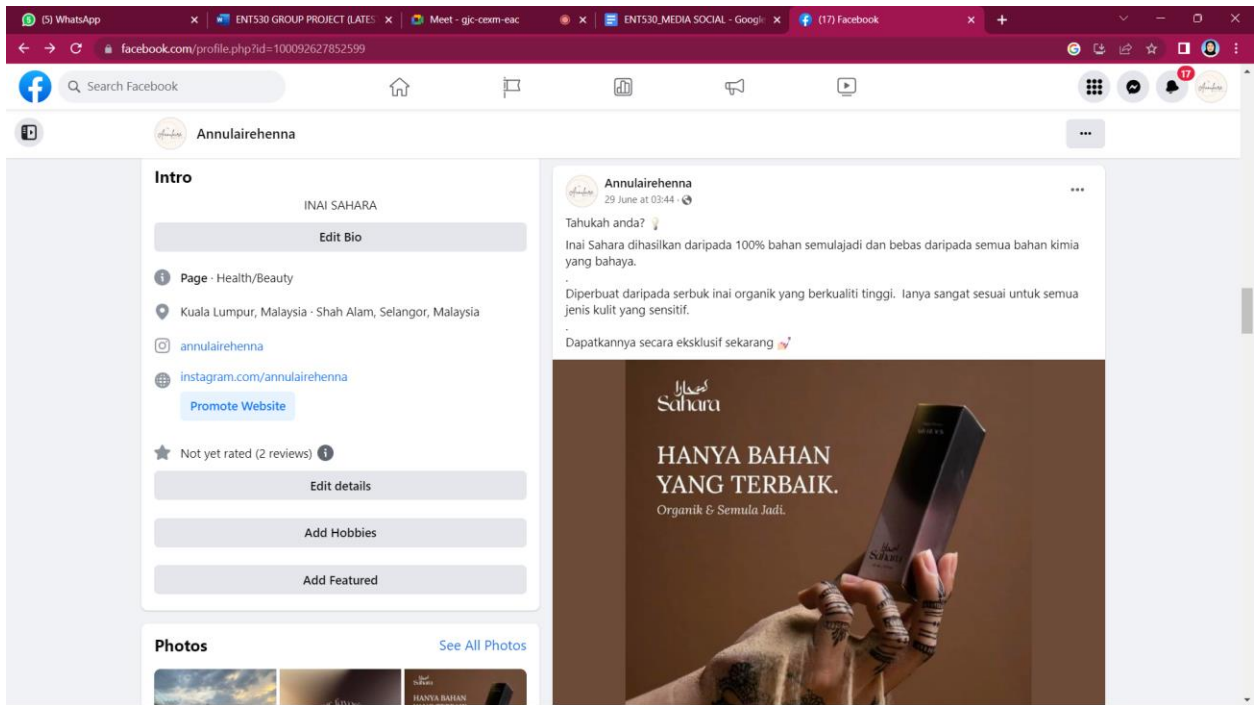 (5) WhatsApp
ENT530 GROUP PROJECT (LATES
Meet - gjc-cexm-eac
ENT530_MEDIA SOCIAL - Google
(17) Facebook
facebook.com/profile.php?id=100092627852599
Search Facebook
17
Annulairehenna
Intro
INAI SAHARA
Edit Bio
Page · Health/Beauty
Kuala Lumpur, Malaysia · Shah Alam, Selangor, Malaysia
annulairehenna
instagram.com/annulairehenna
Promote Website
Not yet rated (2 reviews)
Edit details
Add Hobbies
Add Featured
Photos
See All Photos
Sahara
HANYA BAHAN
Annulairehenna
29 June at 03:44
Tahukah anda?
Inai Sahara dihasilkan daripada 100% bahan semulajadi dan bebas daripada semua bahan kimia
yang bahaya.
.
Diperbuat daripada serbuk inai organik yang berkualiti tinggi. Ianya sangat sesuai untuk semua
jenis kulit yang sensitif.
.
Dapatkannya secara eksklusif sekarang
Sahara
HANYA BAHAN
YANG TERBAIK.
Organik & Semula Jadi.
Sahara